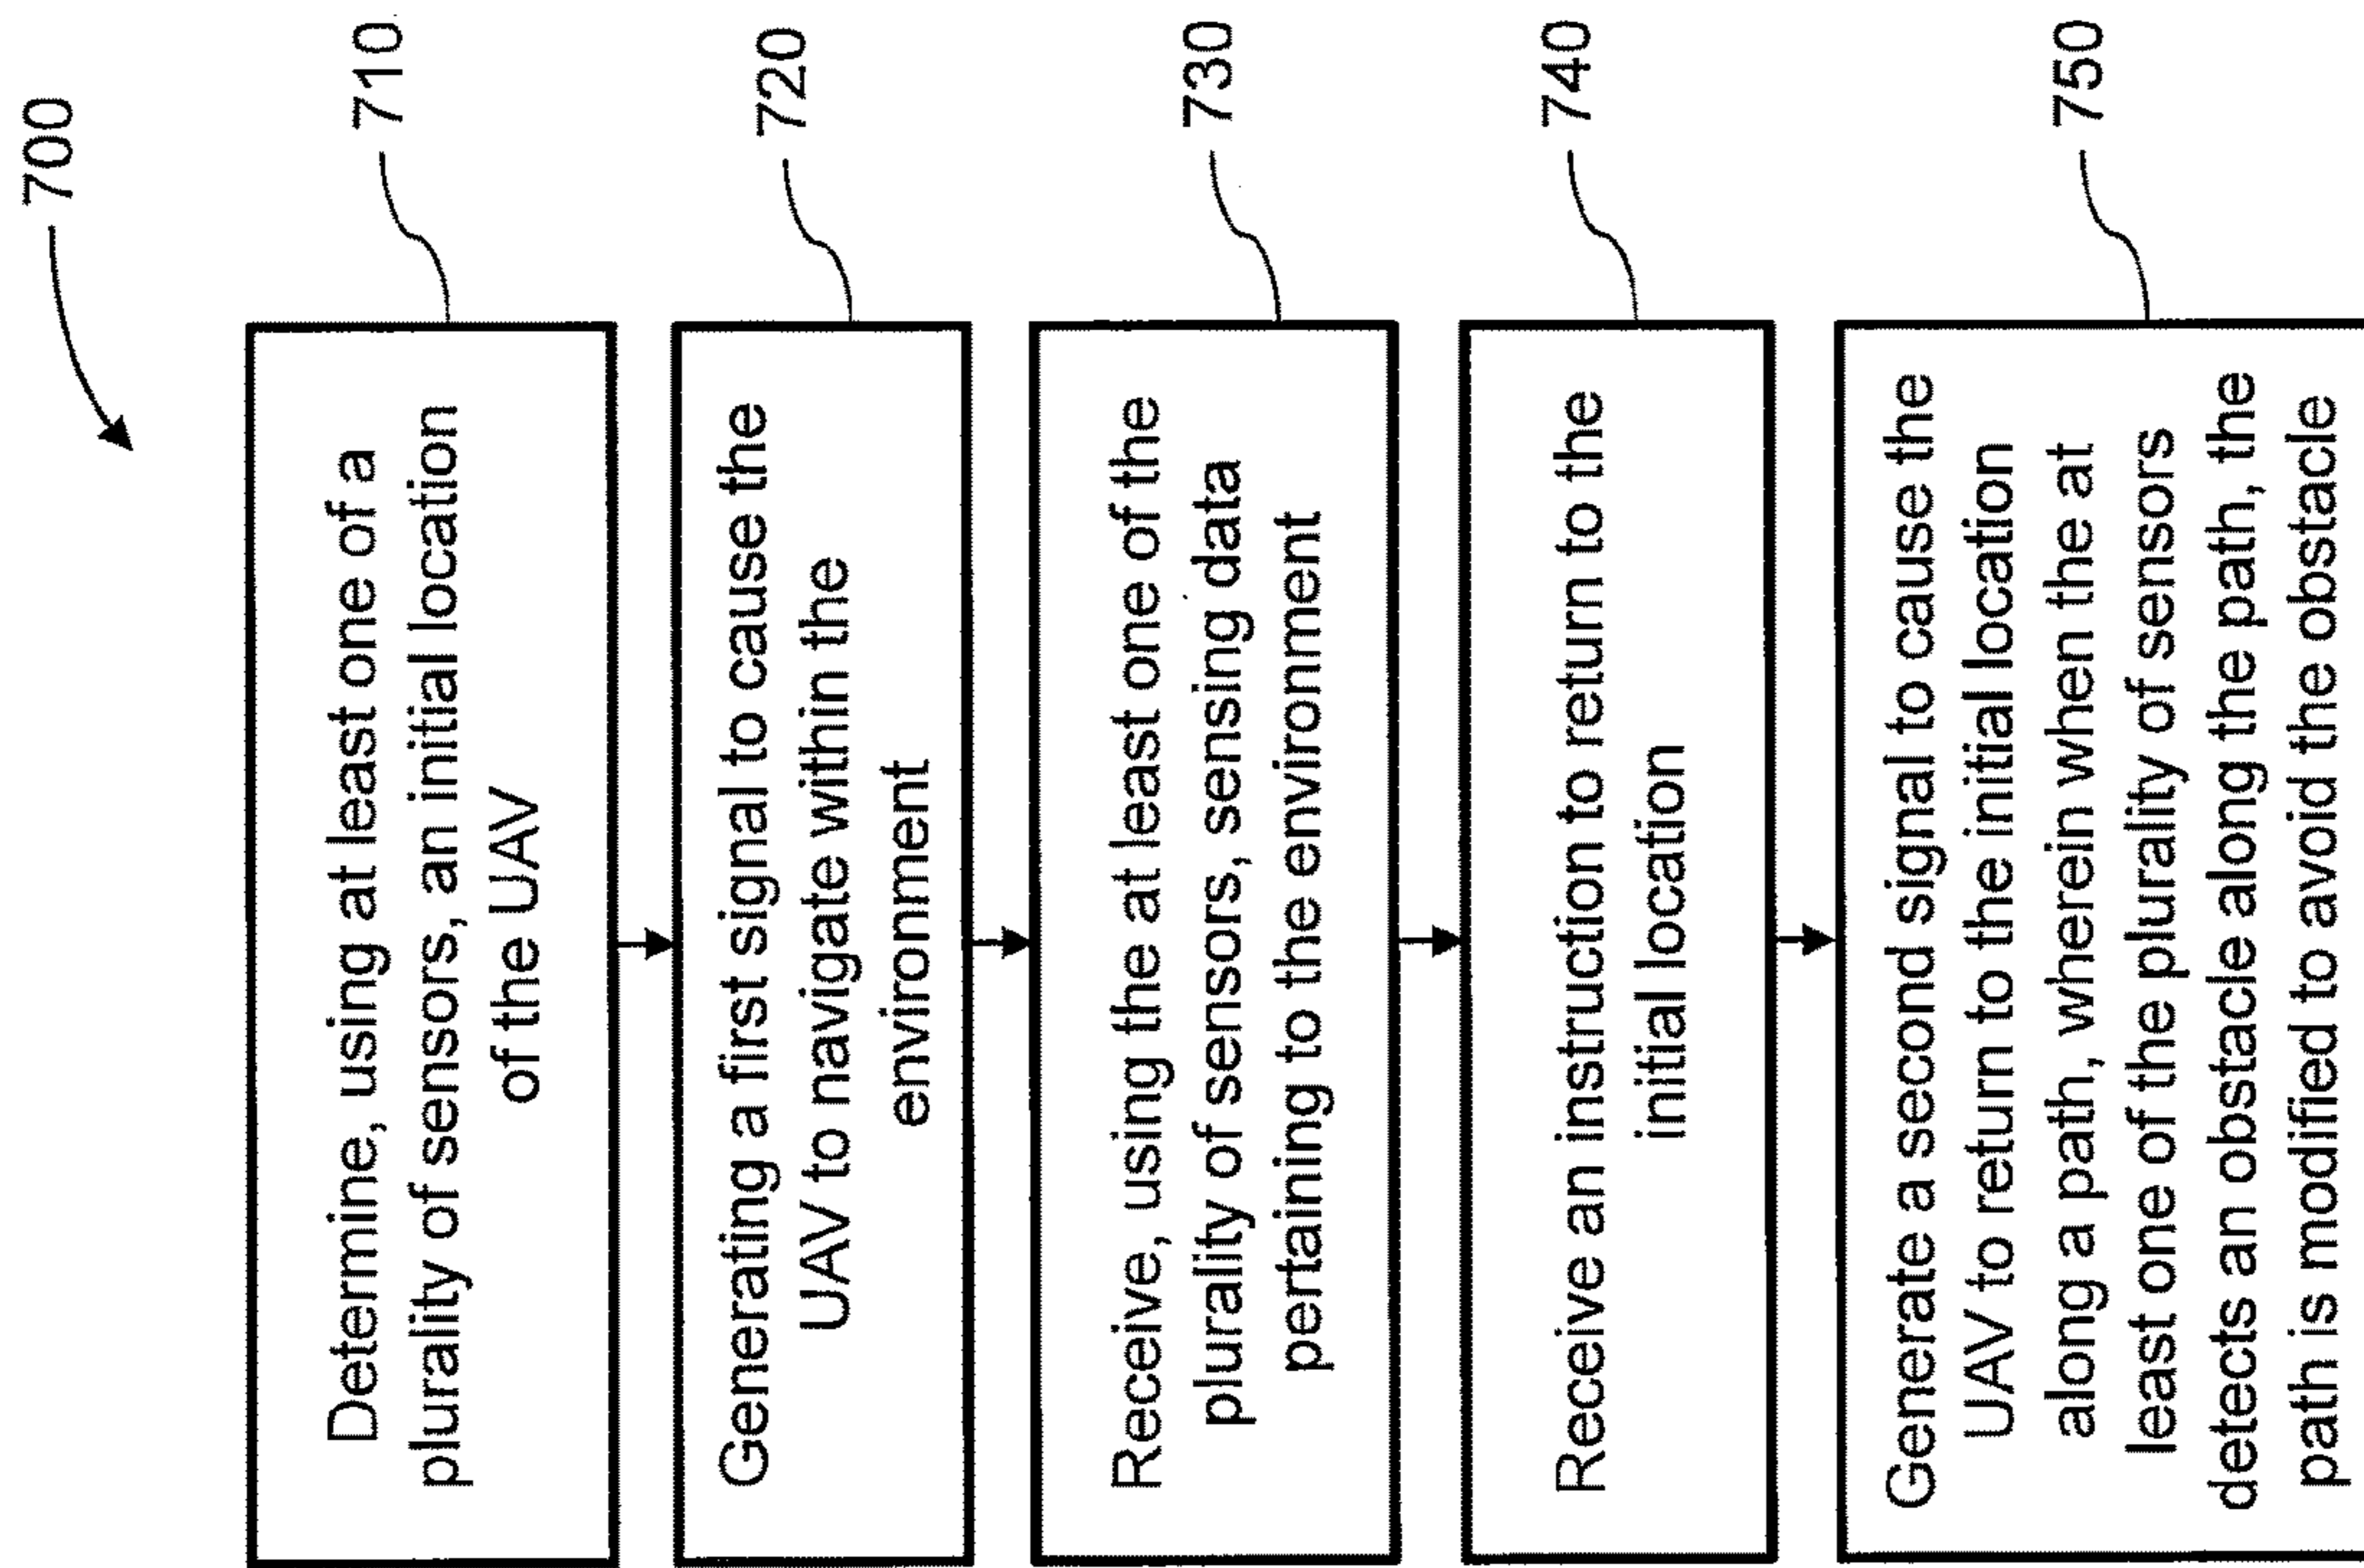 700
Determine, using at least one of a
plurality of sensors, an initial location
of the UAV
710
Generating a first signal to cause the
UAV to navigate within the
environment
720
Receive, using the at least one of the
plurality of sensors, sensing data
pertaining to the environment
730
Receive an instruction to return to the
initial location
740
Generate a second signal to cause the
UAV to return to the initial location
along a path, wherein when the at
least one of the plurality of sensors
detects an obstacle along the path, the
path is modified to avoid the obstacle
750